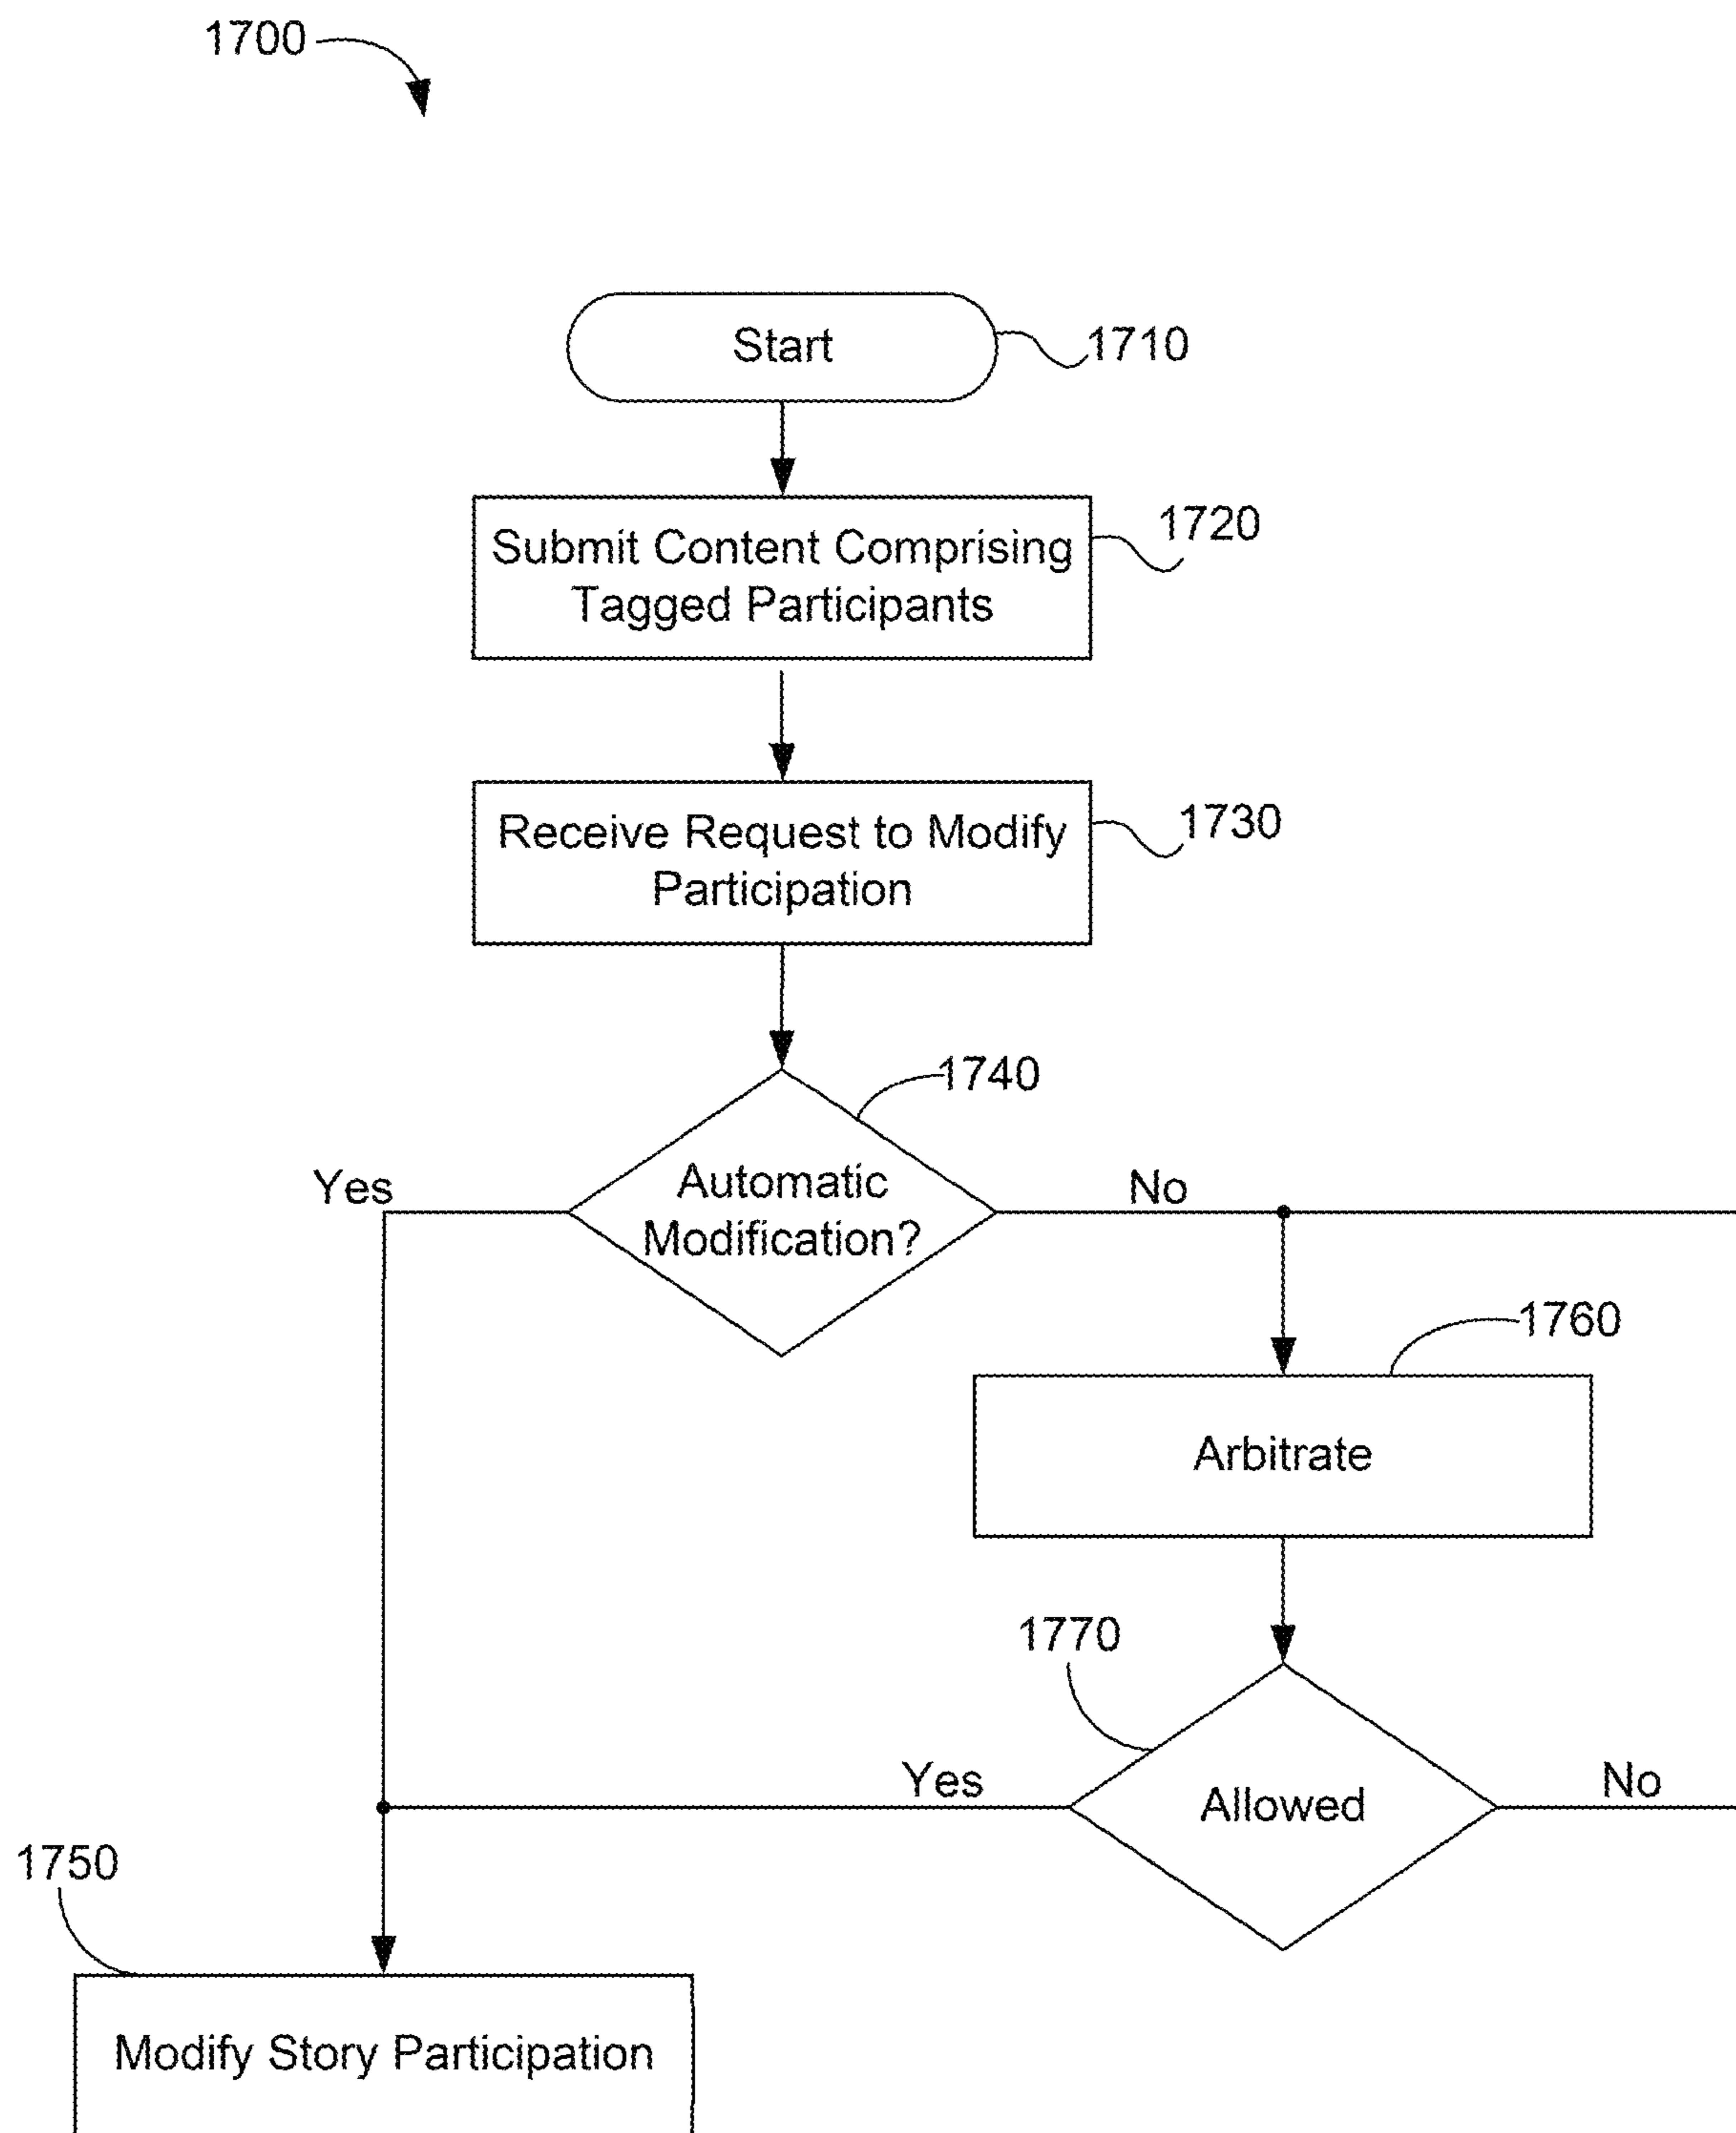 1700
Start
1710
Submit Content Comprising
Tagged Participants
1720
Receive Request to Modify
Participation
1730
1740
Automatic
Modification?
Yes
No
1760
Arbitrate
1770
Allowed
Yes
No
1750
Modify Story Participation